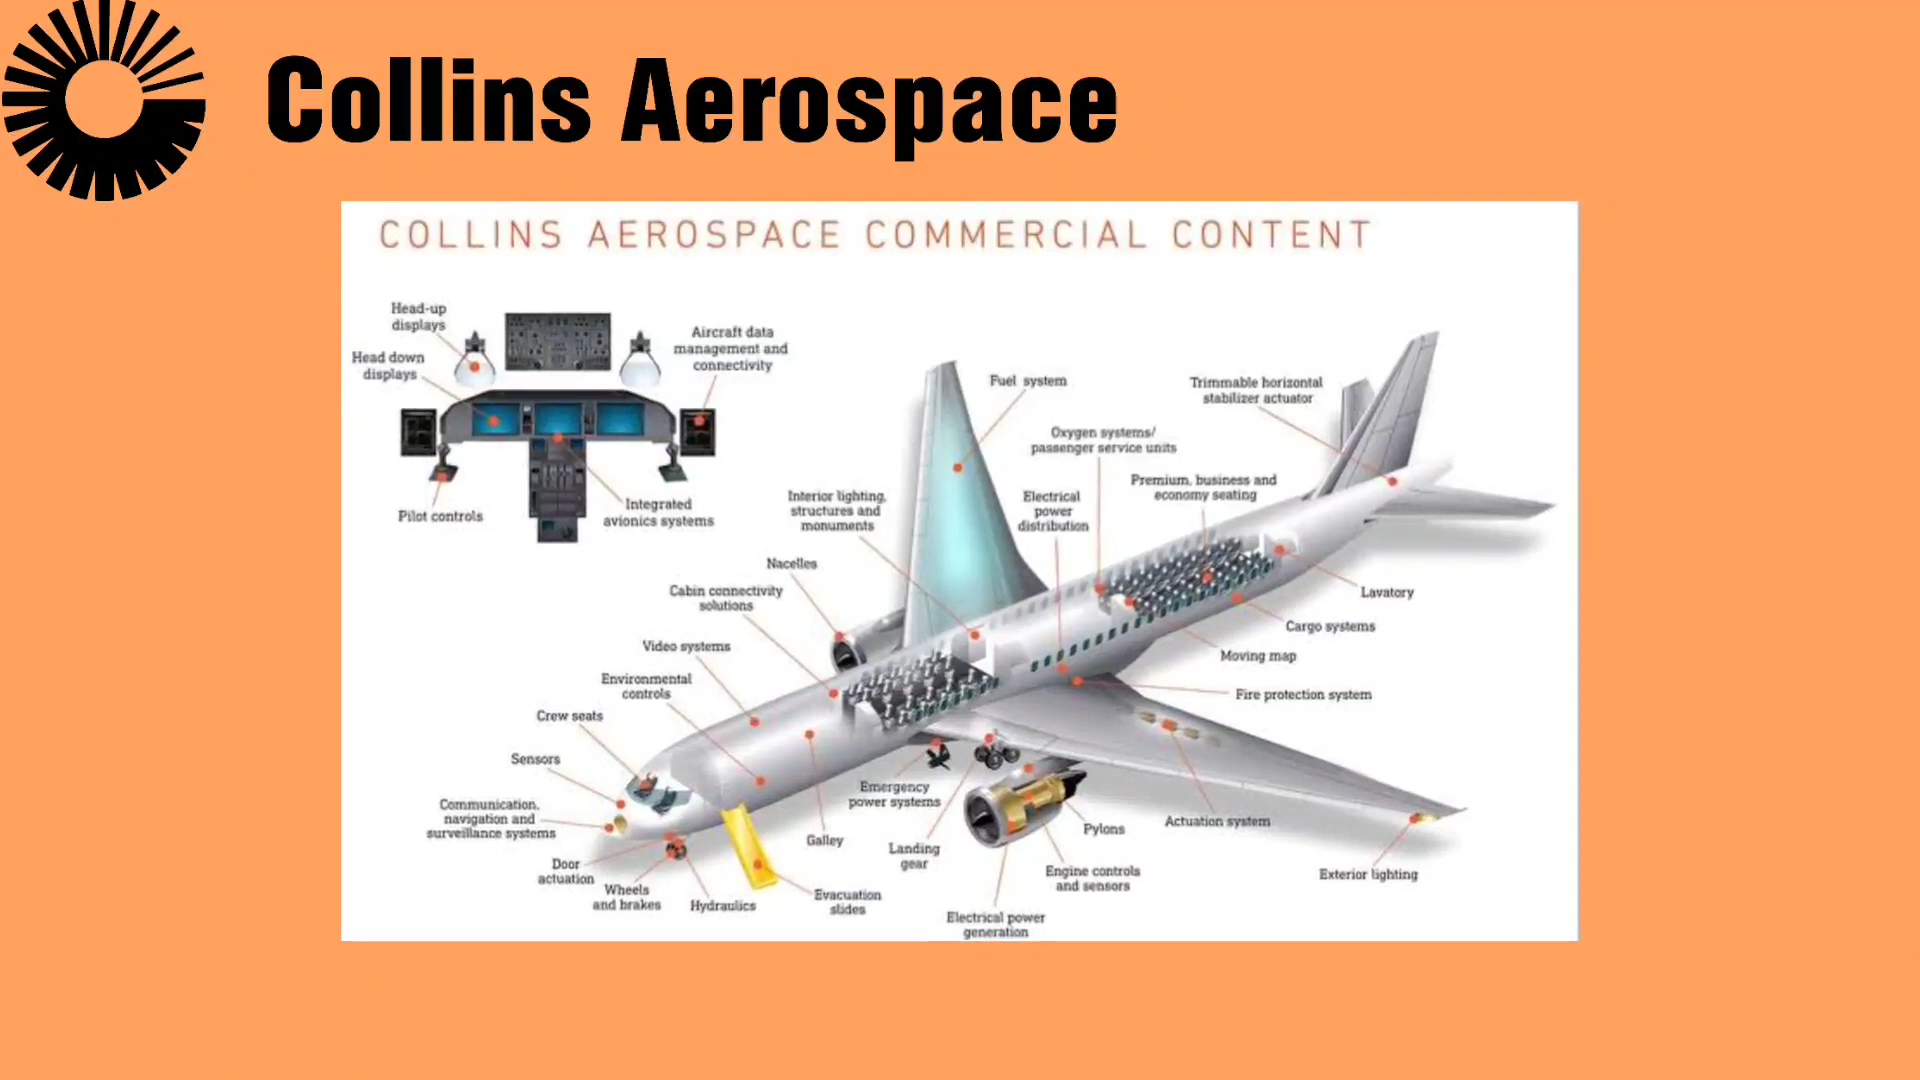 Collins Aerospace
COLLINS AEROSPACE COMMERCIAL CONTENT
Head-up
displays
Head down
displays
Aircraft data
management and
connectivity
Pilot controls
Integrated
avionics systems
Fuel system
Trimmable horizontal
stabilizer actuator
Oxygen systems/
passenger service units
Premium, business and
economy seating
Interior lighting,
structures and
monuments
Electrical
power
distribution
Nacelles
Cabin connectivity
solutions
Video systems
Environmental
controls
Crew seats
Sensors
Communication,
navigation and
surveillance systems
Door
actuation
Wheels
and brakes
Hydraulics
Evacuation
slides
Galley
Emergency
power systems
Landing
gear
Electrical power
generation
Engine controls
and sensors
Pylons
Actuation system
Exterior lighting
Fire protection system
Moving map
Cargo systems
Lavatory